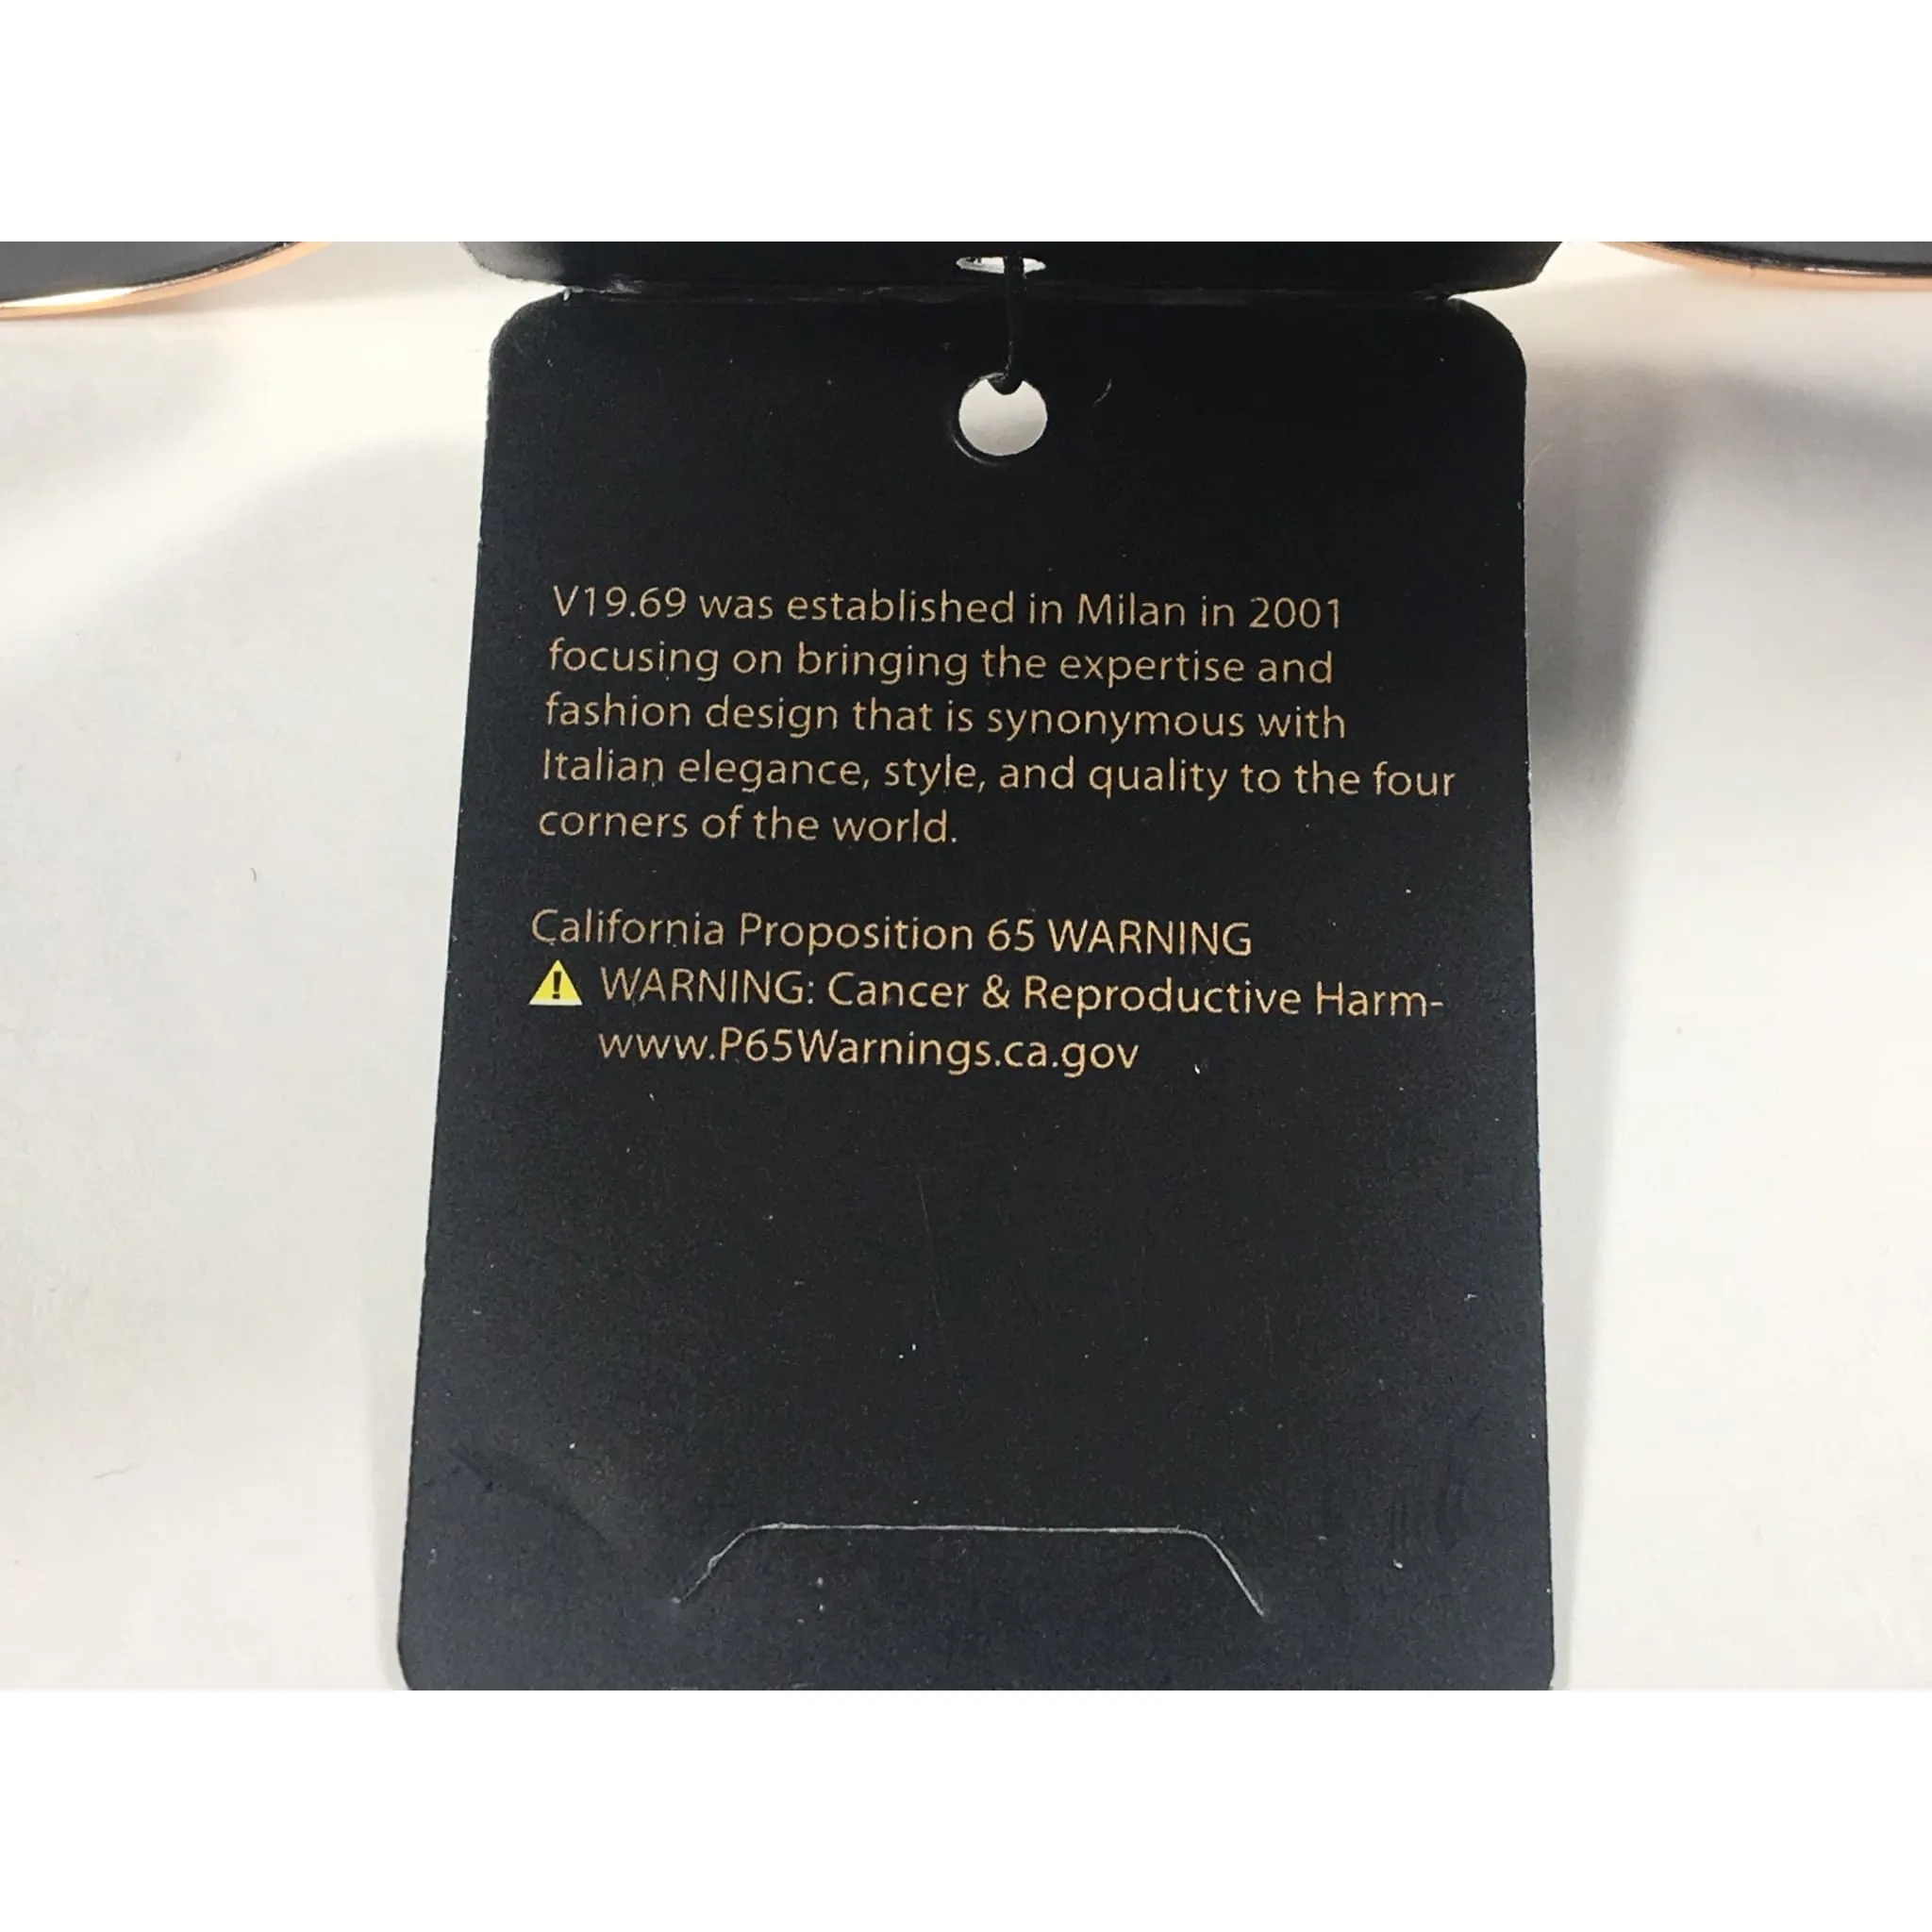 V19.69 was established in Milan in 2001
focusing on bringing the expertise and
fashion design that is synonymous with
Italian elegance, style, and quality to the four
corners of the world.
California Proposition 65 WARNING
WARNING: Cancer & Reproductive Harm-
www.P65Warnings.ca.gov